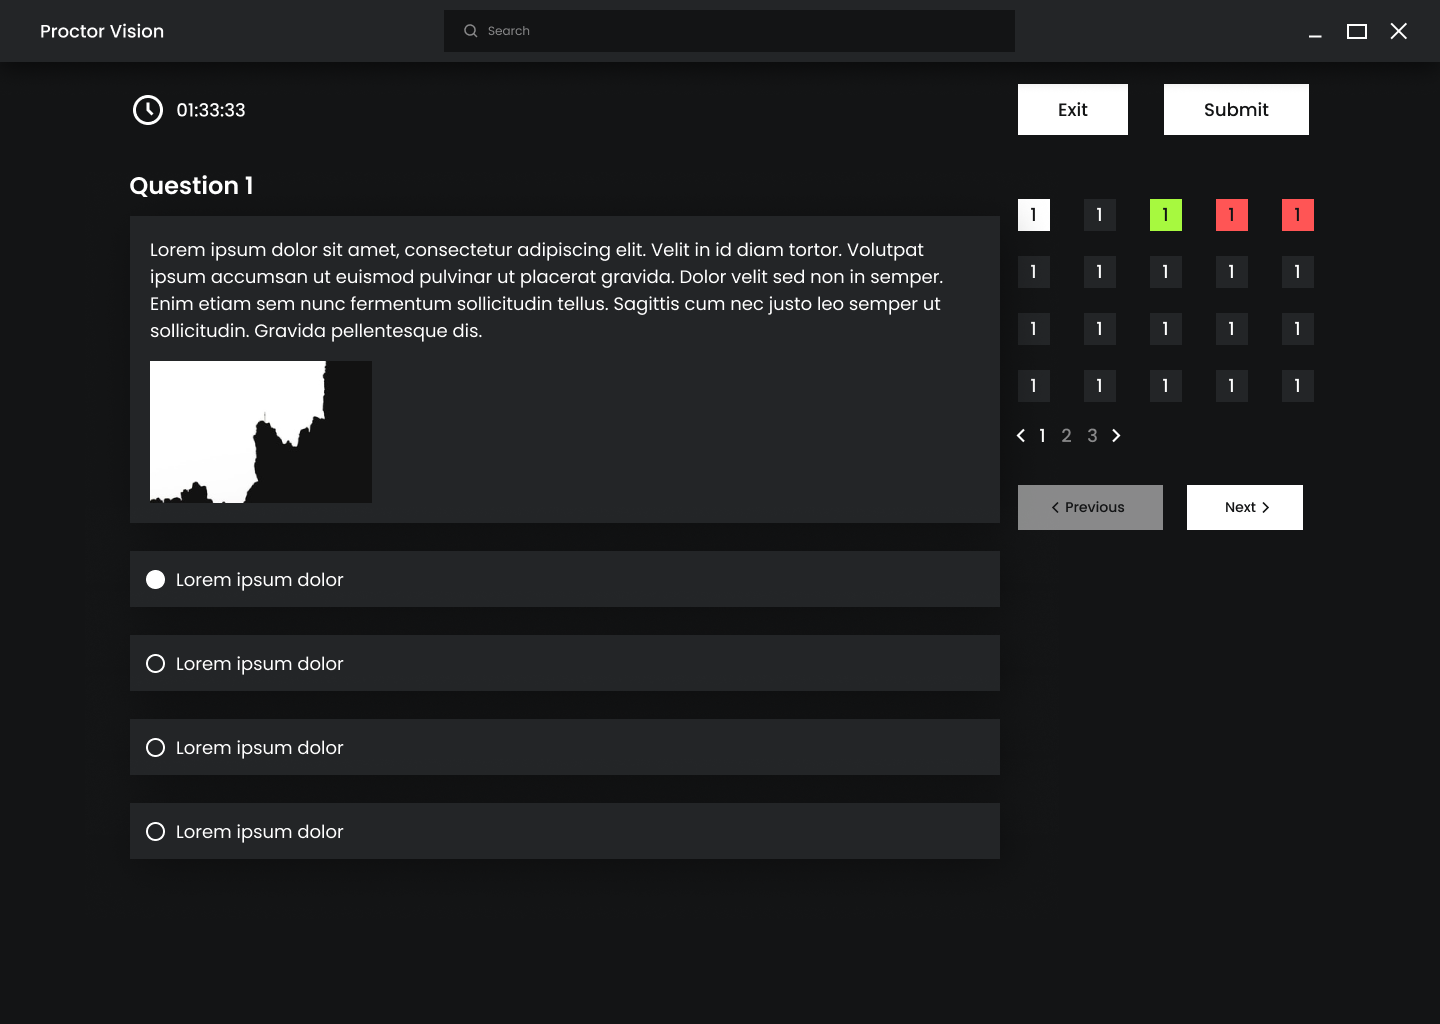 Proctor Vision
Search
01:33:33
Exit
Submit
Question 1
Lorem ipsum dolor sit amet, consectetur adipiscing elit. Velit in id diam tortor. Volutpat
ipsum accumsan ut euismod pulvinar ut placerat gravida. Dolor velit sed non in semper.
Enim etiam sem nunc fermentum sollicitudin tellus. Sagittis cum nec justo leo semper ut
sollicitudin. Gravida pellentesque dis.
Lorem ipsum dolor
Lorem ipsum dolor
Lorem ipsum dolor
Lorem ipsum dolor
1 1 1 1 1
1 1 1 1 1
1 1 1 1 1
1 1 1 1 1
1 2 3
Previous
Next